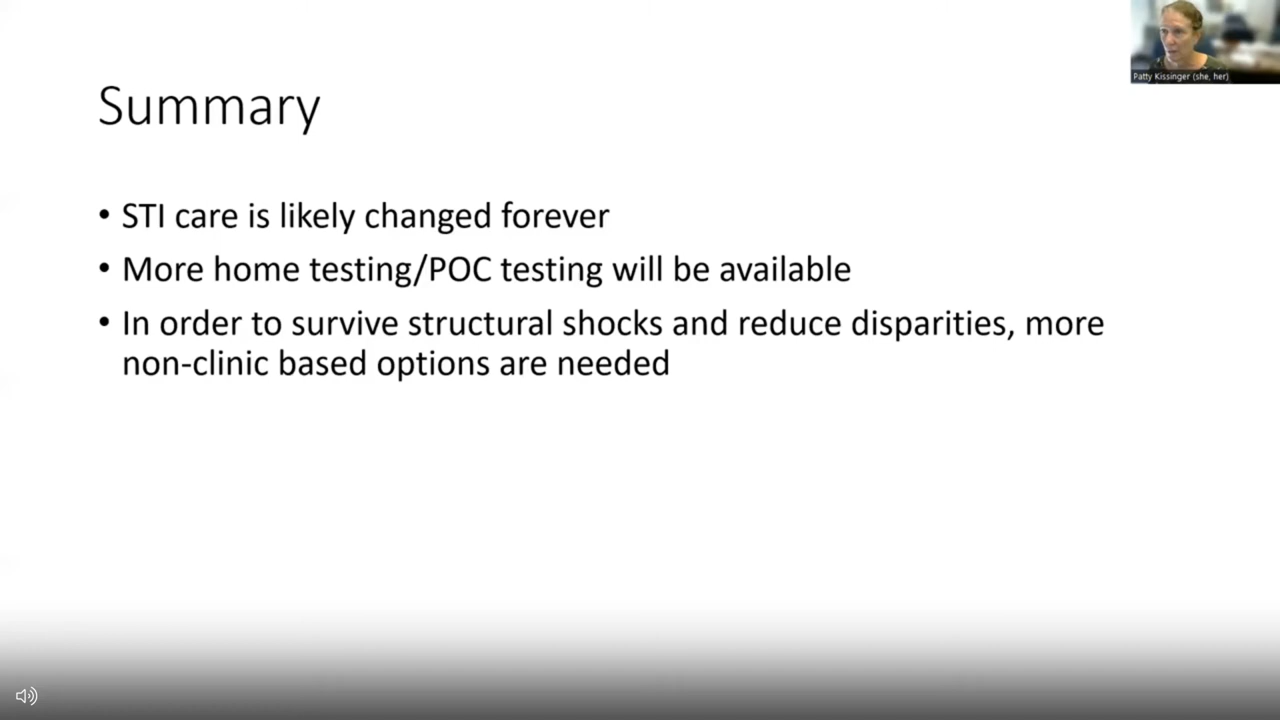 Patty Kissinger (she, her)
Summary
• STI care is likely changed forever
• More home testing/POC testing will be available
• In order to survive structural shocks and reduce disparities, more
non-clinic based options are needed